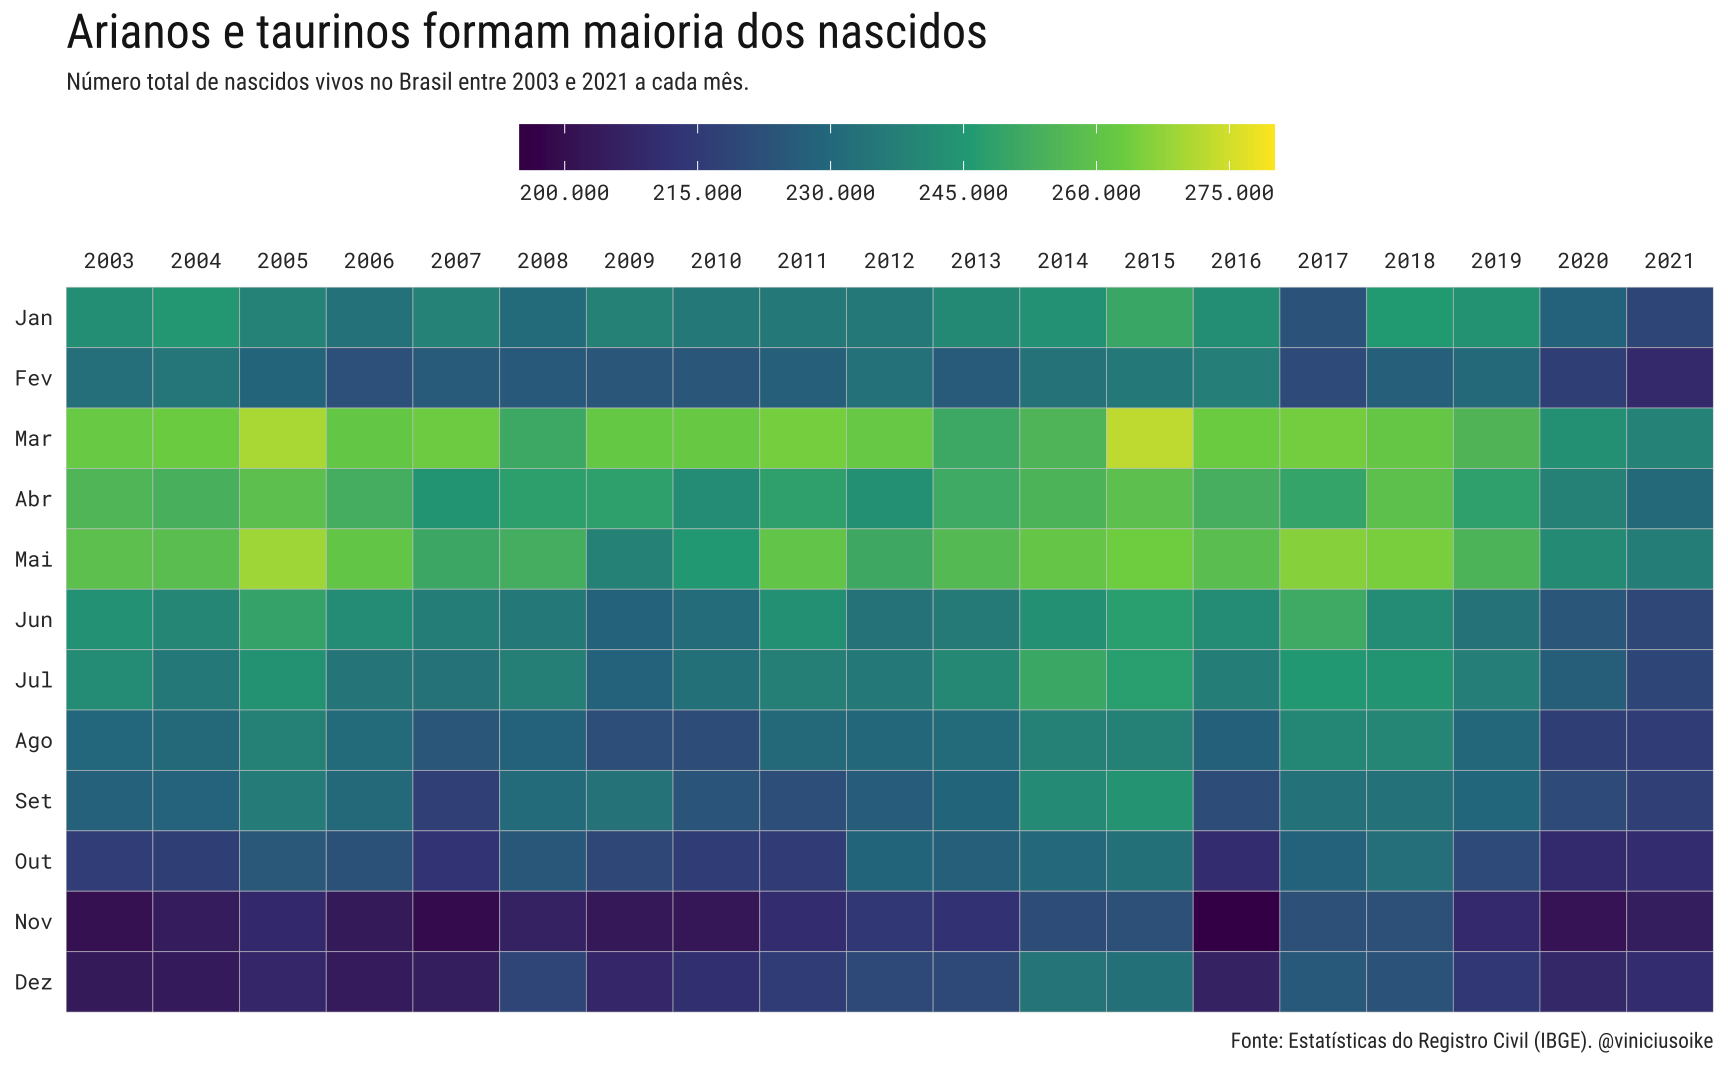 Arianos e taurinos formam maioria dos nascidos
Número total de nascidos vivos no Brasil entre 2003 e 2021 a cada mês.
200.000 215.000 230.000 245.000 260.000 275.000
2003 2004 2005 2006 2007 2008 2009 2010 2011 2012 2013 2014 2015 2016 2017 2018 2019 2020 2021
Jan
Fev
Mar
Abr
Mai
Jun
Jul
Ago
Set
Out
Nov
Dez
Fonte: Estatísticas do Registro Civil (IBGE). @viniciusoike